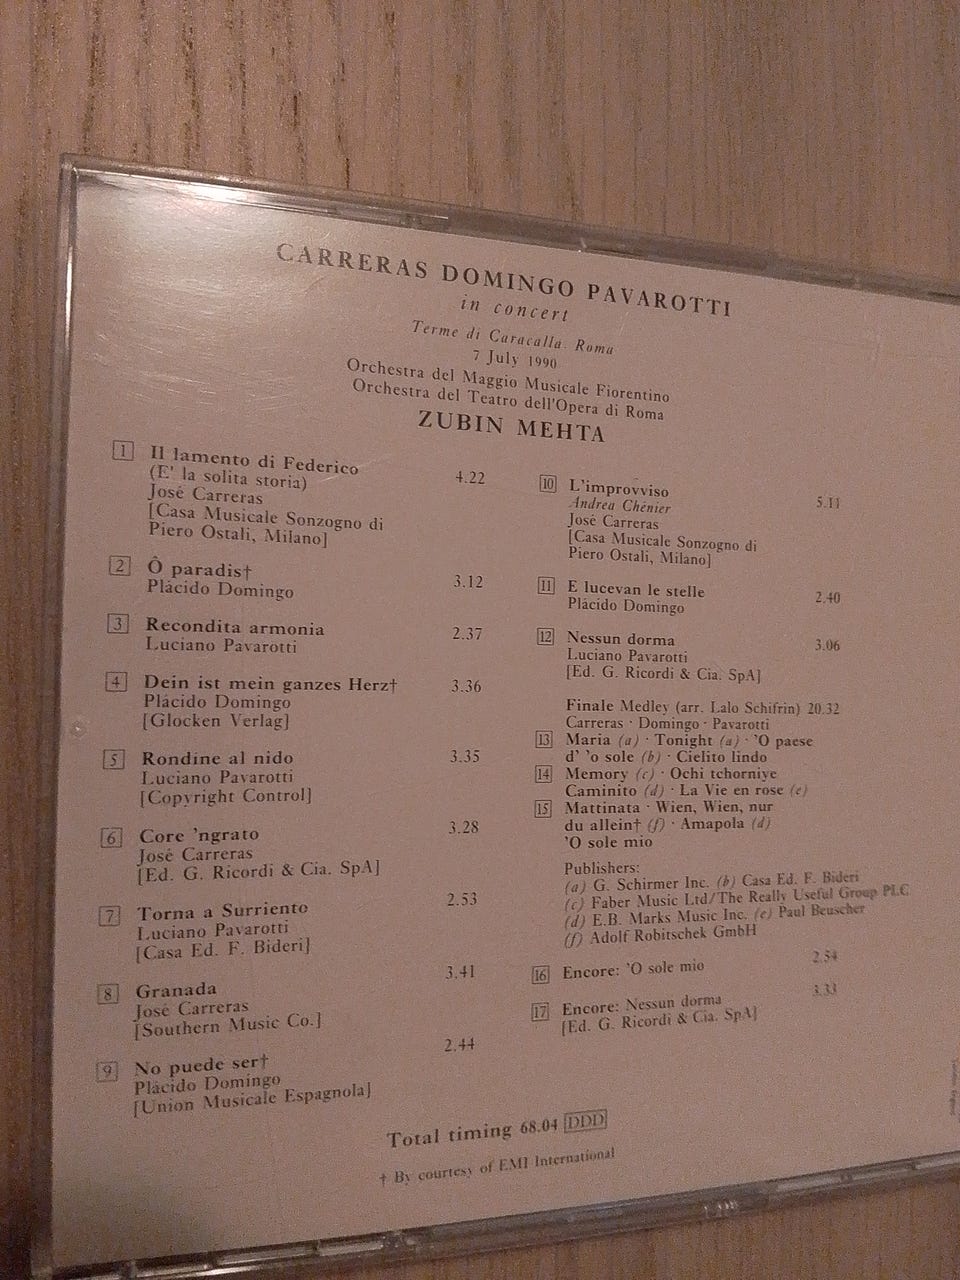 CARRERAS DOMINGO PAVAROTTI
in concert
Terme di Caracalla Roma
7 July 1990
Orchestra del Maggio Musicale Fiorentino
Orchestra del Teatro dell'Opera di Roma
ZUBIN MEHTA
1 Il lamento di Federico 4.22
(E' la solita storia)
José Carreras
[Casa Musicale Sonzogno di
Piero Ostali, Milano]
2 Ô paradis† 3.12
Plácido Domingo
3 Recondita armonia 2.37
Luciano Pavarotti
4 Dein ist mein ganzes Herz† 3.36
Plácido Domingo
[Glocken Verlag]
5 Rondine al nido 3.35
Luciano Pavarotti
[Copyright Control]
6 Core 'ngrato 3.28
José Carreras
[Ed. G. Ricordi & Cia. SpA]
7 Torna a Surriento 2.53
Luciano Pavarotti
[Casa Ed. F. Bideri]
8 Granada 3.41
José Carreras
[Southern Music Co.]
9 No puede ser† 2.44
Plácido Domingo
[Union Musicale Espagnola]
10 L'improvviso 5.11
Andrea Chénier
José Carreras
[Casa Musicale Sonzogno di
Piero Ostali, Milano]
11 E lucevan le stelle 2.40
Plácido Domingo
12 Nessun dorma 3.06
Luciano Pavarotti
[Ed. G. Ricordi & Cia. SpA]
Finale Medley (arr. Lalo Schifrin) 20.32
Carreras · Domingo · Pavarotti
13 Maria (a) · Tonight (a) · 'O paese
d' 'o sole (b) · Cielito lindo
14 Memory (c) · Ochi tchorniye
Caminito (d) · La Vie en rose (e)
15 Mattinata · Wien, Wien, nur
du allein† (f) · Amapola (d)
'O sole mio
Publishers:
(a) G. Schirmer Inc. (b) Casa Ed. F. Bideri
(c) Faber Music Ltd/The Really Useful Group PLC
(d) E.B. Marks Music Inc. (e) Paul Beuscher
(f) Adolf Robitschek GmbH
16 Encore: 'O sole mio 2.54
17 Encore: Nessun dorma 3.33
[Ed. G. Ricordi & Cia. SpA]
Total timing 68.04 DDD
† By courtesy of EMI International